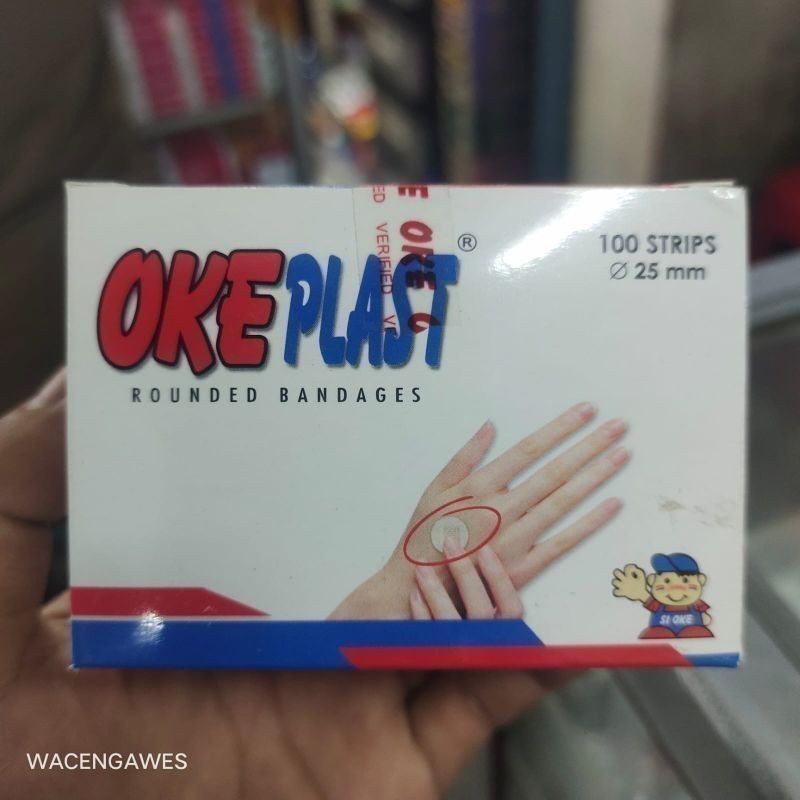 OKEPLAST®
ROUNDED BANDAGES
100 STRIPS
Ø 25 mm
OKE
VERIFIED
SI OKE
WACENGAWES